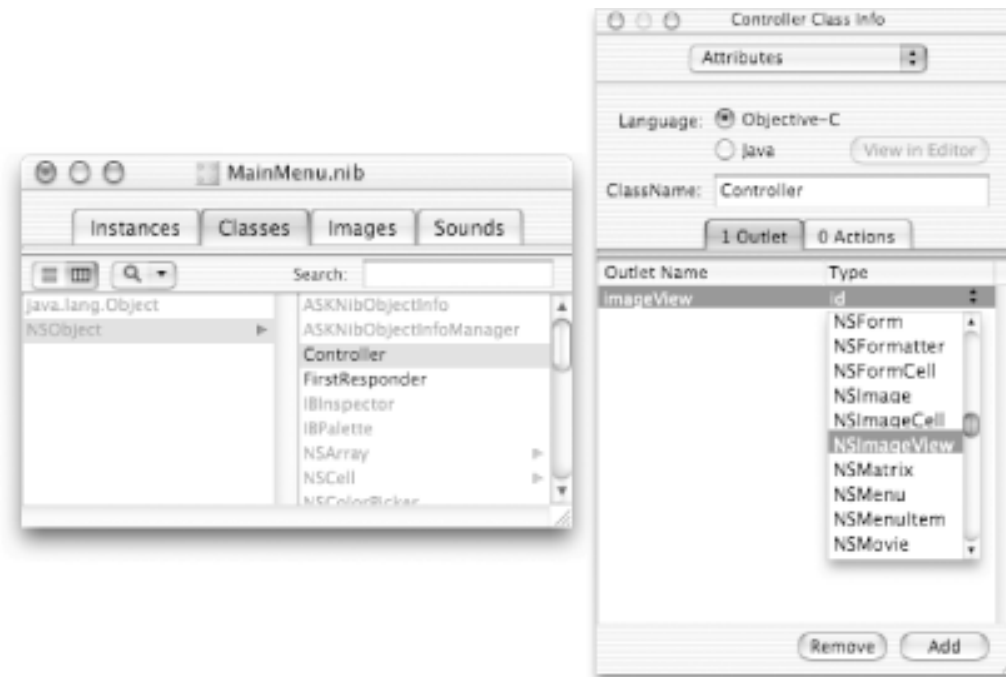 MainMenu.nib
Instances
Classes
Images
Sounds
Search:
java.lang.Object
NSObject
ASKNibObjectInfo
ASKNibObjectInfoManager
Controller
FirstResponder
IBInspector
IBPalette
NSArray
NSCell
NSColorPicker
Controller Class Info
Attributes
Language:
Objective-C
Java
View in Editor
ClassName:
Controller
1 Outlet
0 Actions
Outlet Name
Type
imageView
id
NSForm
NSFormatter
NSFormCell
NSImage
NSImageCell
NSImageView
NSMatrix
NSMenu
NSMenuItem
NSMovie
Remove
Add